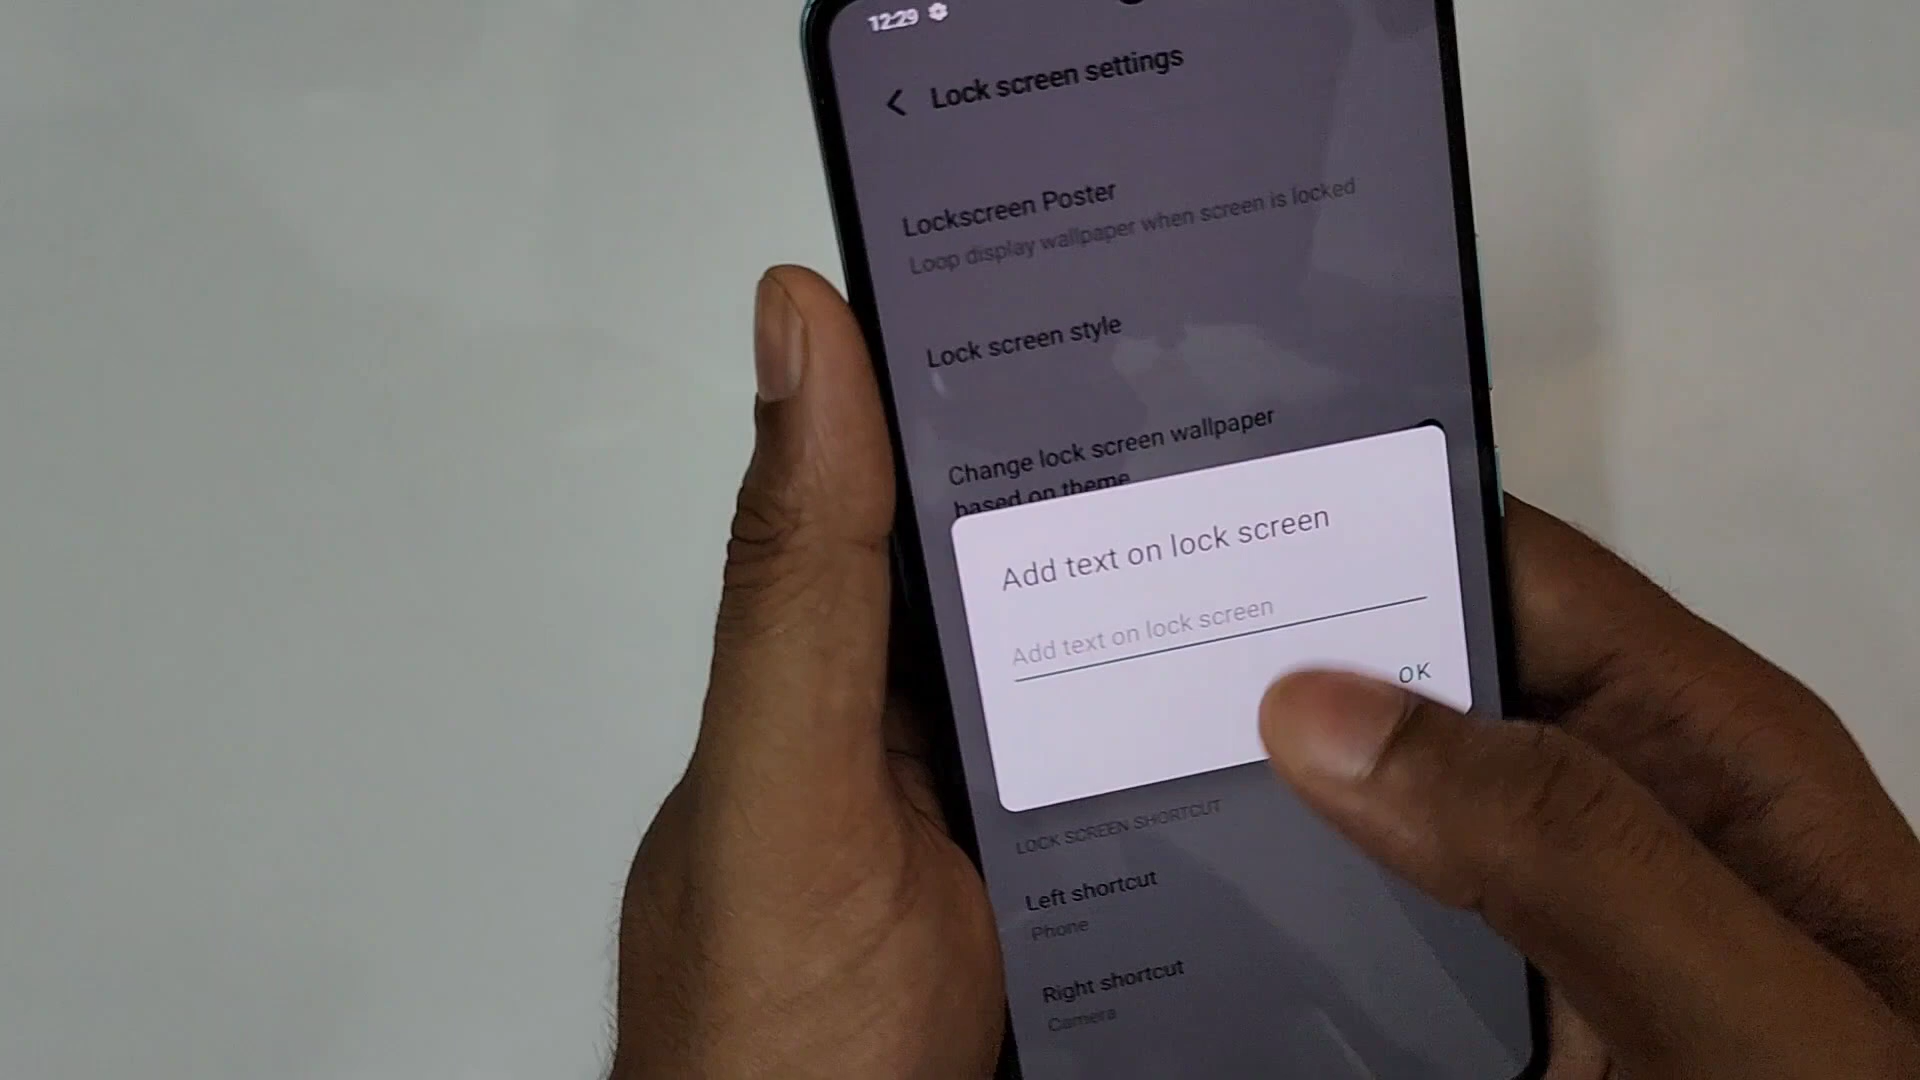 12:29
Lock screen settings
Lockscreen Poster
Loop display wallpaper when screen is locked
Lock screen style
Change lock screen wallpaper
based on theme
Add text on lock screen
Add text on lock screen
OK
LOCK SCREEN SHORTCUT
Left shortcut
Phone
Right shortcut
Camera